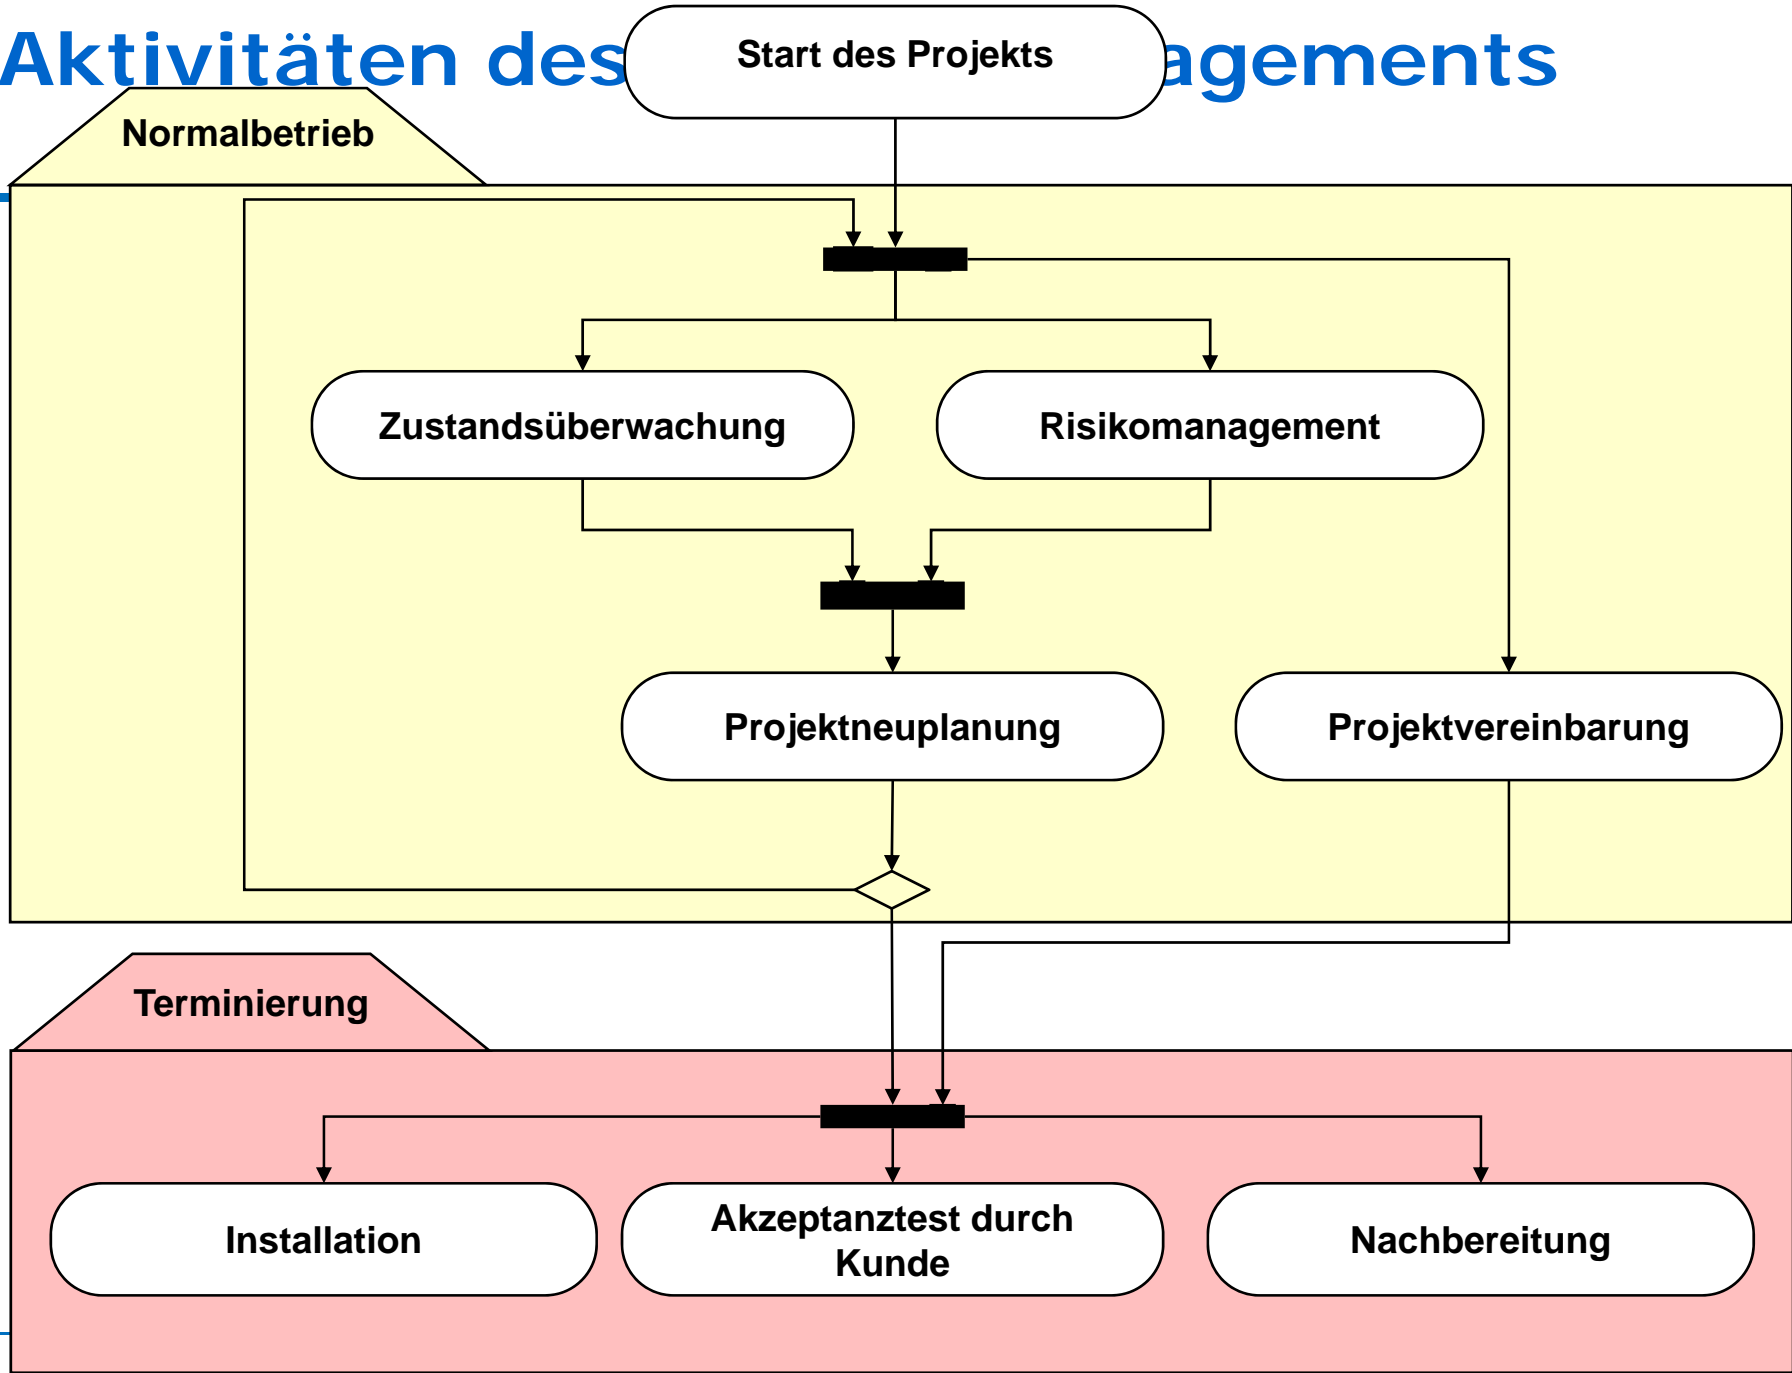 Aktivitäten des agements
Start des Projekts
Normalbetrieb
Zustandsüberwachung
Risikomanagement
Projektneuplanung
Projektvereinbarung
Terminierung
Installation
Akzeptanztest durch
Kunde
Nachbereitung